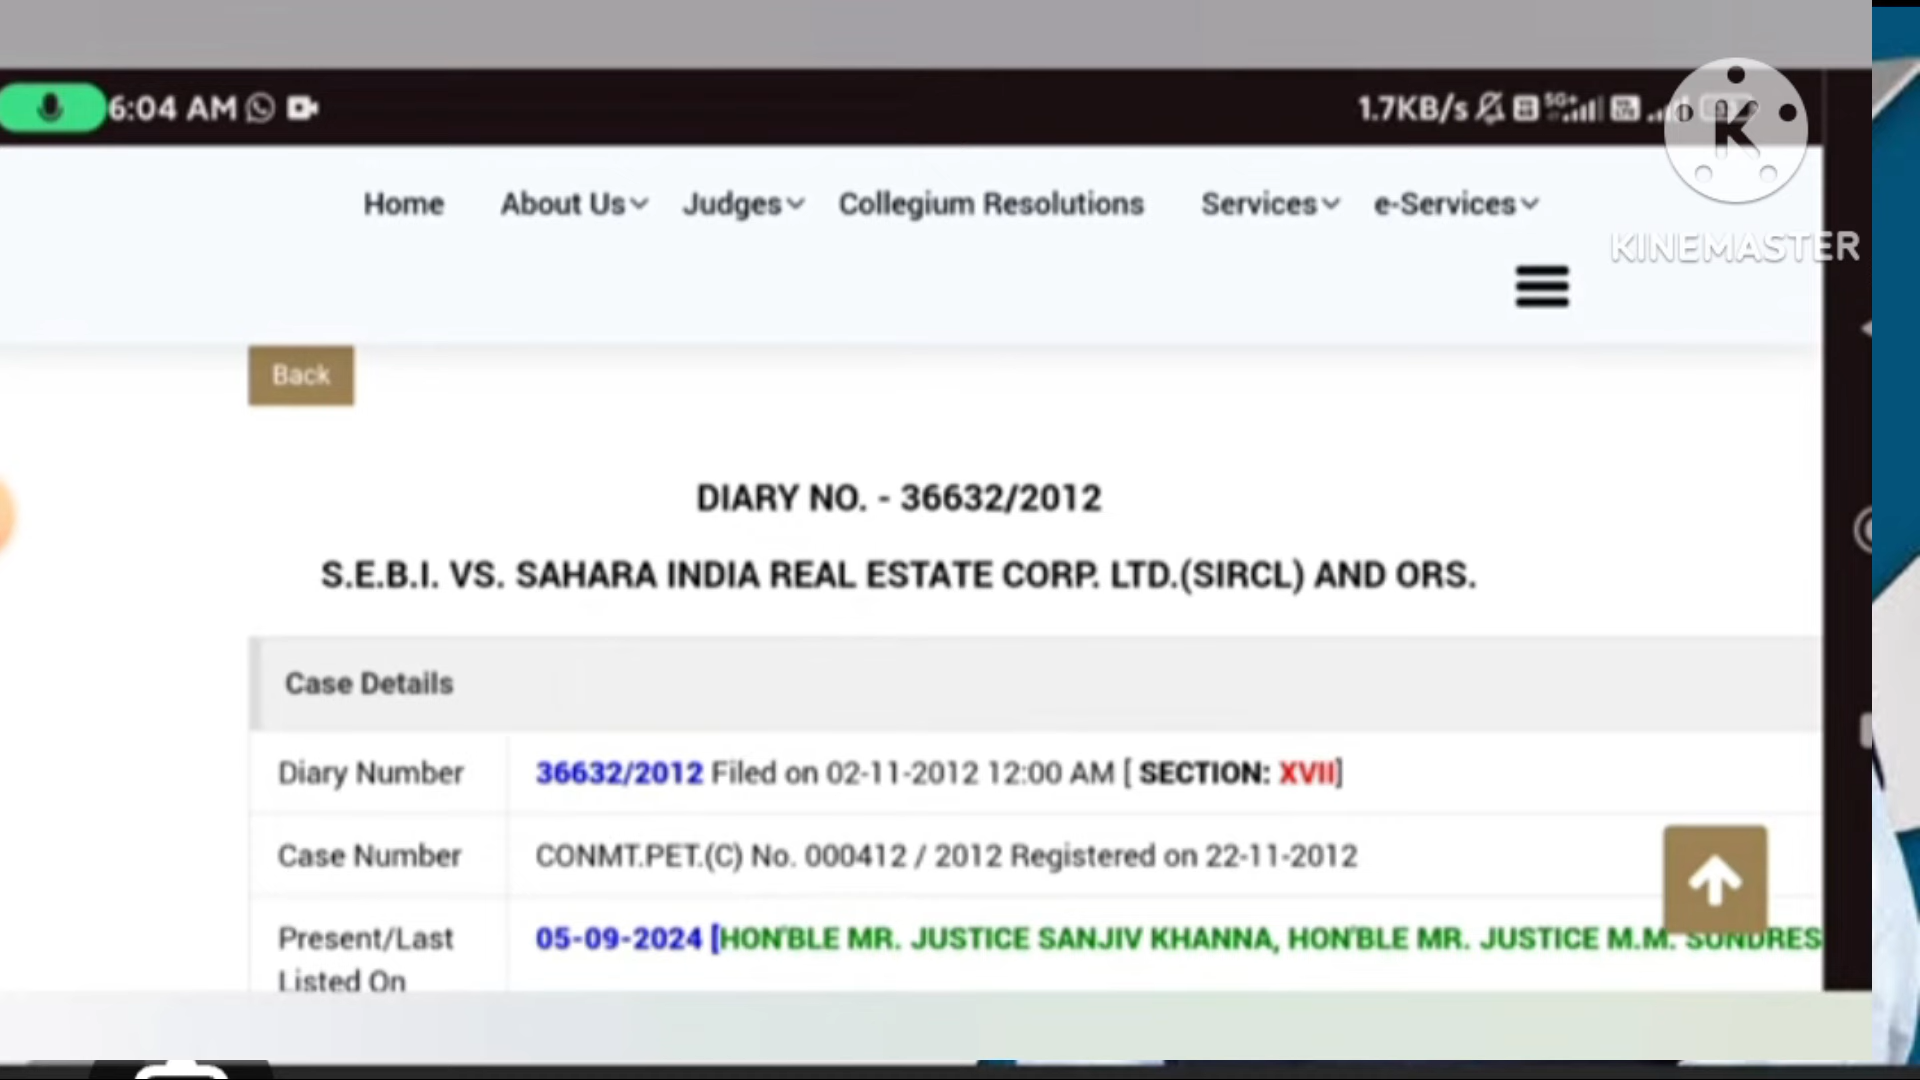 6:04 AM
1.7KB/s
Home About Us Judges Collegium Resolutions Services e-Services
KINEMASTER
Back
DIARY NO. - 36632/2012
S.E.B.I. VS. SAHARA INDIA REAL ESTATE CORP. LTD.(SIRCL) AND ORS.
Case Details
Diary Number 36632/2012 Filed on 02-11-2012 12:00 AM [ SECTION: XVII]
Case Number CONMT.PET.(C) No. 000412 / 2012 Registered on 22-11-2012
Present/Last Listed On 05-09-2024 [HON'BLE MR. JUSTICE SANJIV KHANNA, HON'BLE MR. JUSTICE M.M. SUNDRES